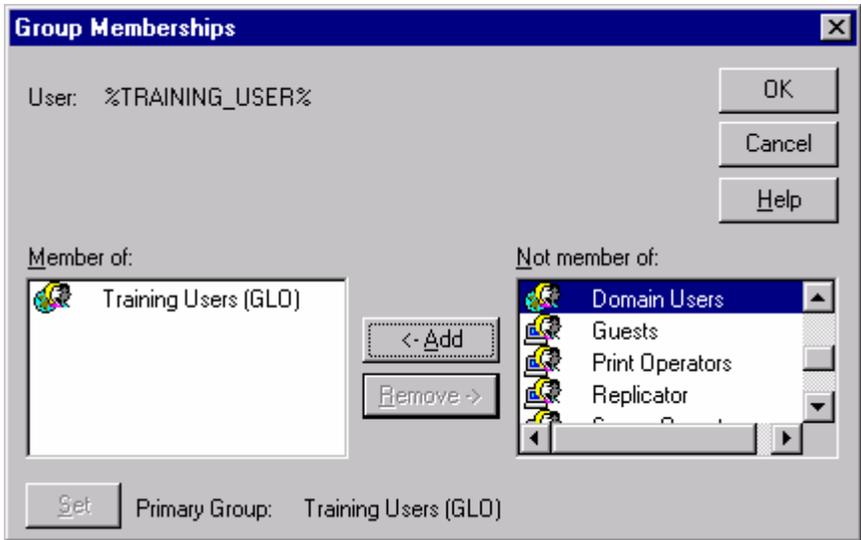 Group Memberships
User: %TRAINING_USER%
OK
Cancel
Help
Member of:
Training Users (GLO)
<- Add
Remove ->
Not member of:
Domain Users
Guests
Print Operators
Replicator
Set Primary Group: Training Users (GLO)